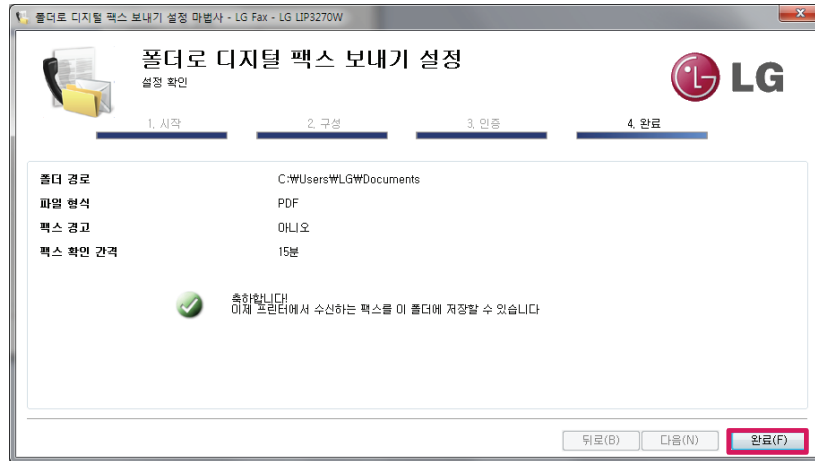 폴더로 디지털 팩스 보내기 설정 마법사 - LG Fax - LG LIP3270W
폴더로 디지털 팩스 보내기 설정
설정 확인
LG
1. 시작
2. 구성
3. 인증
4. 완료
폴더 경로 C:₩Users₩LG₩Documents
파일 형식 PDF
팩스 경고 아니오
팩스 확인 간격 15분
축하합니다!
이제 프린터에서 수신하는 팩스를 이 폴더에 저장할 수 있습니다
뒤로(B) 다음(N) 완료(F)